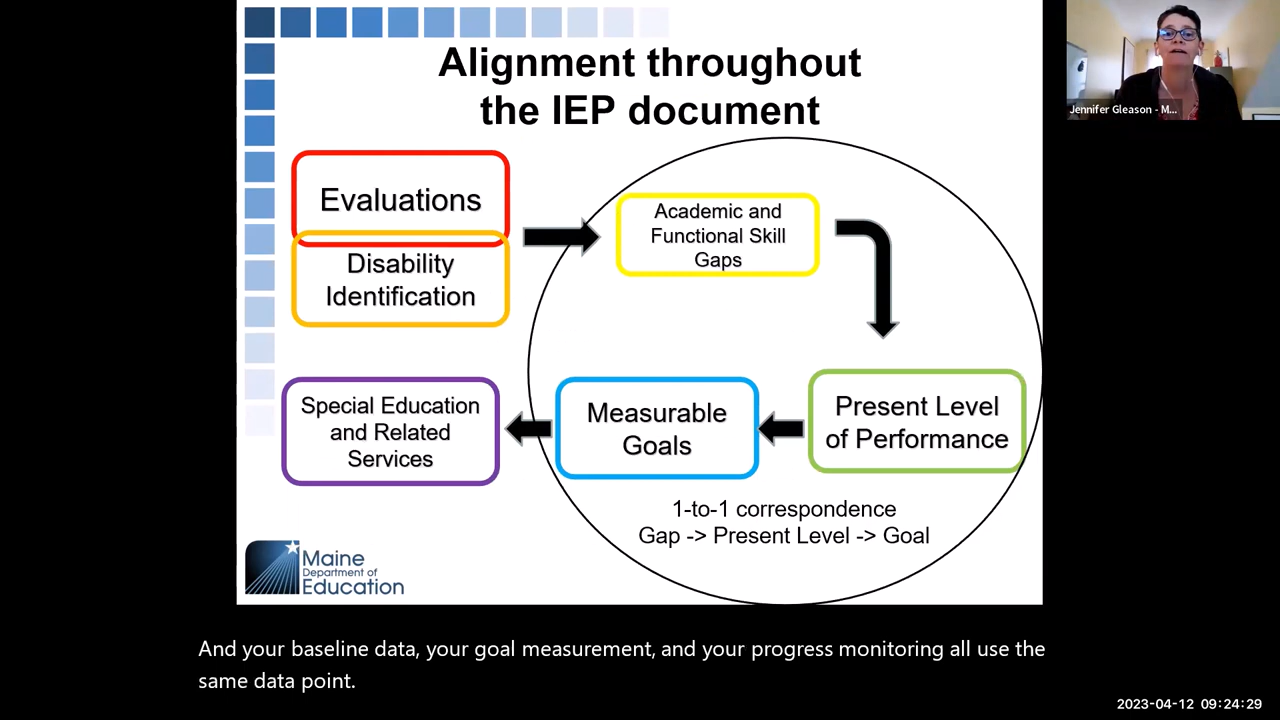 Alignment throughout
the IEP document
Evaluations
Disability
Identification
Academic and
Functional Skill
Gaps
Present Level
of Performance
Measurable
Goals
Special Education
and Related
Services
1-to-1 correspondence
Gap -> Present Level -> Goal
Maine
Department of
Education
Jennifer Gleason - M...
And your baseline data, your goal measurement, and your progress monitoring all use the
same data point.
2023-04-12 09:24:29